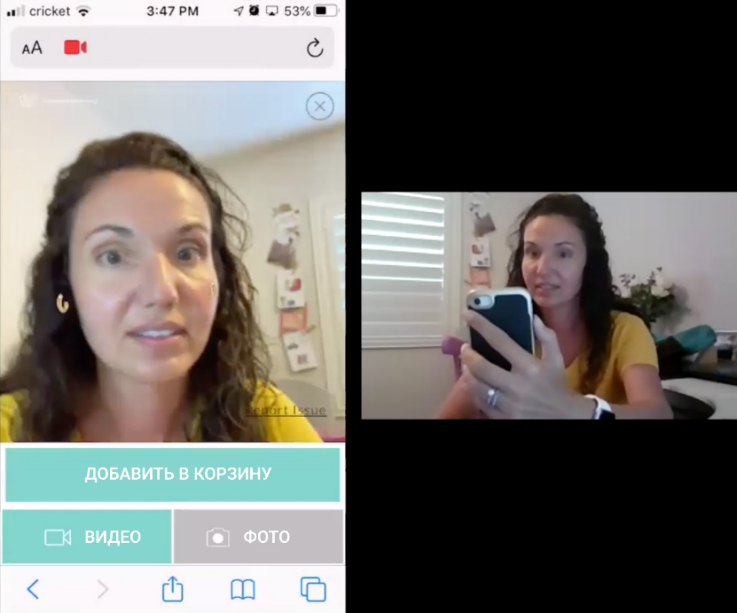 cricket 3:47 PM 53%
AA
Report Issue
ДОБАВИТЬ В КОРЗИНУ
ВИДЕО ФОТО